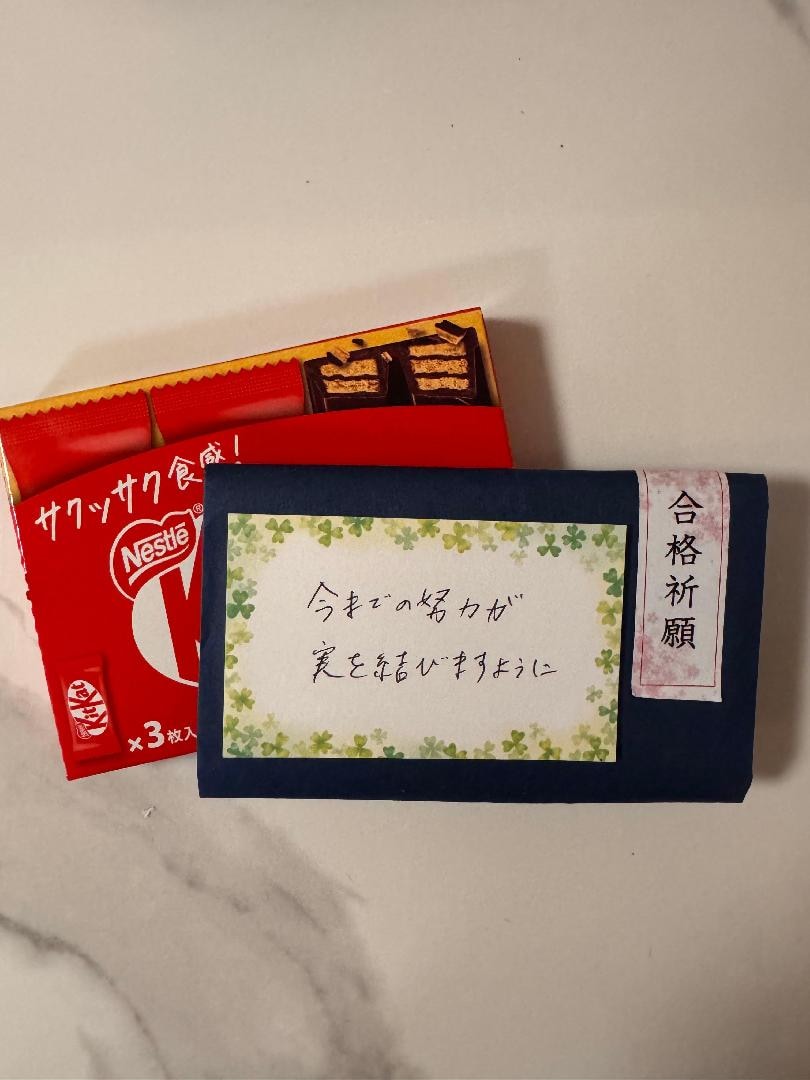 サクッサク食感!
Nestlé®
KitKat
×3枚入
合格祈願
今までの努力が
実を結びますように